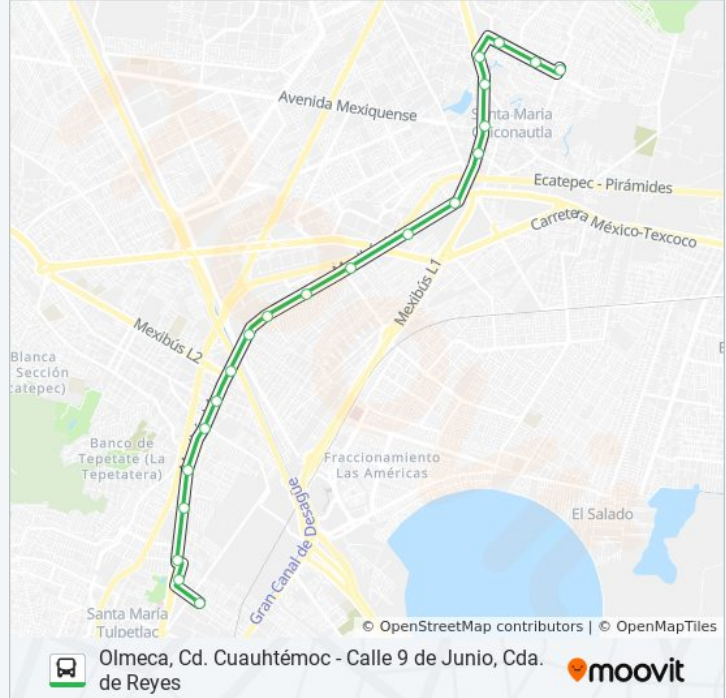 Avenida Mexiquense
Santa Maria
Chiconautla
Ecatepec - Pirámides
Carretera México-Texcoco
Mexibús L1
Mexibús L2
Blanca
Sección
catepec)
Banco de
Tepetate (La
Tepetatera)
Fraccionamiento
Las Américas
Gran Canal de Desagüe
El Salado
Santa María
Tulpetlac
© OpenStreetMap contributors | © OpenMapTiles
Olmeca, Cd. Cuauhtémoc - Calle 9 de Junio, Cda.
de Reyes
moovit